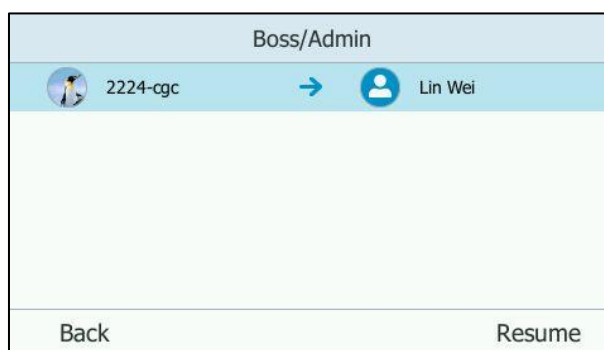 Boss/Admin
2224-cgc → Lin Wei
Back Resume